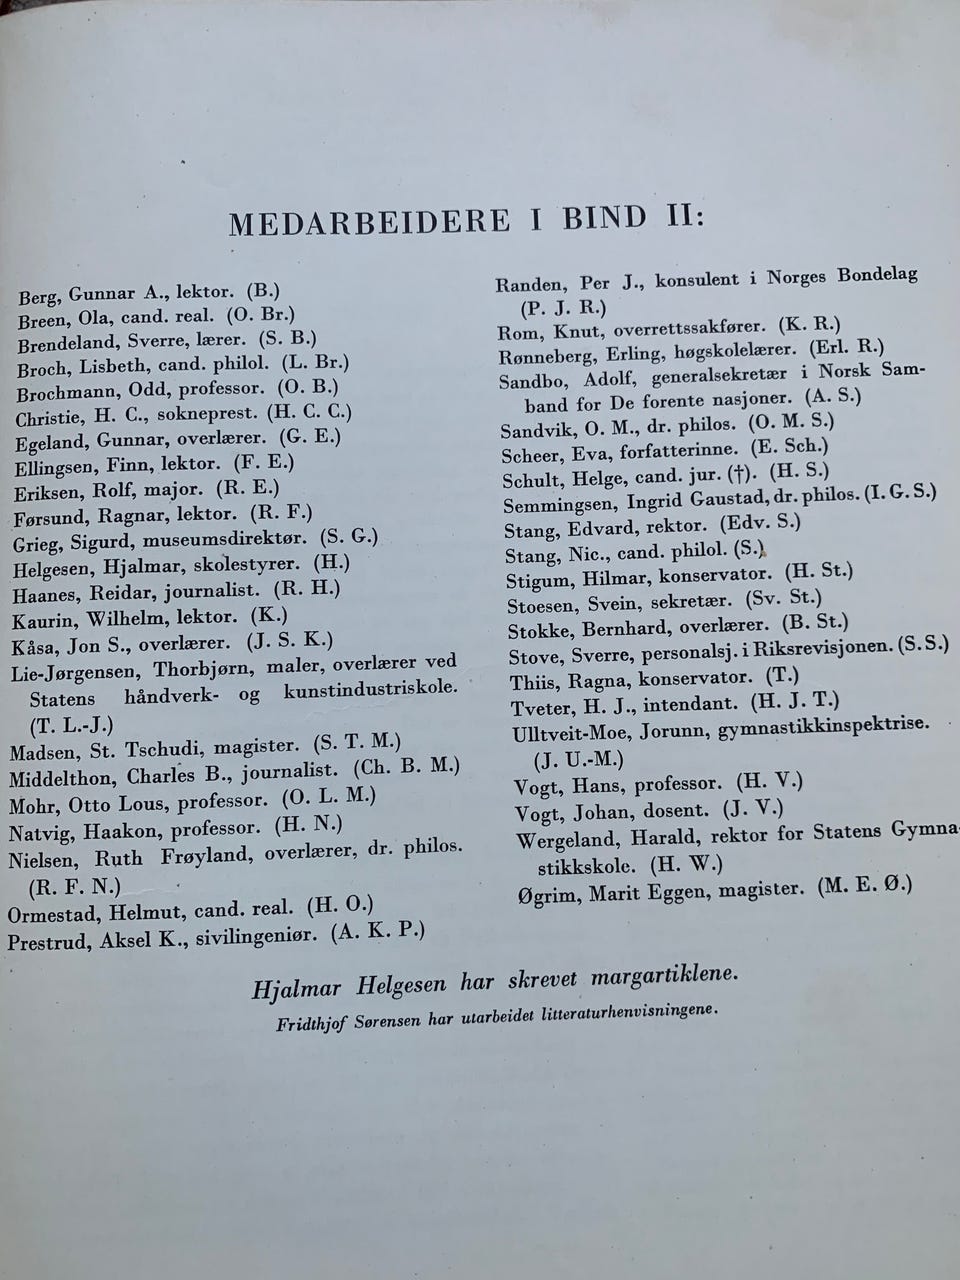 MEDARBEIDERE I BIND II:
Berg, Gunnar A., lektor. (B.)
Breen, Ola, cand. real. (O. Br.)
Brendeland, Sverre, lærer. (S. B.)
Broch, Lisbeth, cand. philol. (L. Br.)
Brochmann, Odd, professor. (O. B.)
Christie, H. C., sokneprest. (H. C. C.)
Egeland, Gunnar, overlærer. (G. E.)
Ellingsen, Finn, lektor. (F. E.)
Eriksen, Rolf, major. (R. E.)
Førsund, Ragnar, lektor. (R. F.)
Grieg, Sigurd, museumsdirektør. (S. G.)
Helgesen, Hjalmar, skolestyrer. (H.)
Haanes, Reidar, journalist. (R. H.)
Kaurin, Wilhelm, lektor. (K.)
Kåsa, Jon S., overlærer. (J. S. K.)
Lie-Jørgensen, Thorbjørn, maler, overlærer ved
Statens håndverk- og kunstindustriskole.
(T. L.-J.)
Madsen, St. Tschudi, magister. (S. T. M.)
Middelthon, Charles B., journalist. (Ch. B. M.)
Mohr, Otto Lous, professor. (O. L. M.)
Natvig, Haakon, professor. (H. N.)
Nielsen, Ruth Frøyland, overlærer, dr. philos.
(R. F. N.)
Ormestad, Helmut, cand. real. (H. O.)
Prestrud, Aksel K., sivilingeniør. (A. K. P.)
Randen, Per J., konsulent i Norges Bondelag
(P. J. R.)
Rom, Knut, overrettssakfører. (K. R.)
Rønneberg, Erling, høgskolelærer. (Erl. R.)
Sandbo, Adolf, generalsekretær i Norsk Sam-
band for De forente nasjoner. (A. S.)
Sandvik, O. M., dr. philos. (O. M. S.)
Scheer, Eva, forfatterinne. (E. Sch.)
Schult, Helge, cand. jur. (†). (H. S.)
Semmingsen, Ingrid Gaustad, dr. philos. (I. G. S.)
Stang, Edvard, rektor. (Edv. S.)
Stang, Nic., cand. philol. (S.)
Stigum, Hilmar, konservator. (H. St.)
Stoesen, Svein, sekretær. (Sv. St.)
Stokke, Bernhard, overlærer. (B. St.)
Stove, Sverre, personalsj. i Riksrevisjonen. (S. S.)
Thiis, Ragna, konservator. (T.)
Tveter, H. J., intendant. (H. J. T.)
Ulltveit-Moe, Jorunn, gymnastikkinspektrise.
(J. U.-M.)
Vogt, Hans, professor. (H. V.)
Vogt, Johan, dosent. (J. V.)
Wergeland, Harald, rektor for Statens Gymna-
stikkskole. (H. W.)
Øgrim, Marit Eggen, magister. (M. E. Ø.)
Hjalmar Helgesen har skrevet margartiklene.
Fridthjof Sørensen har utarbeidet litteraturhenvisningene.